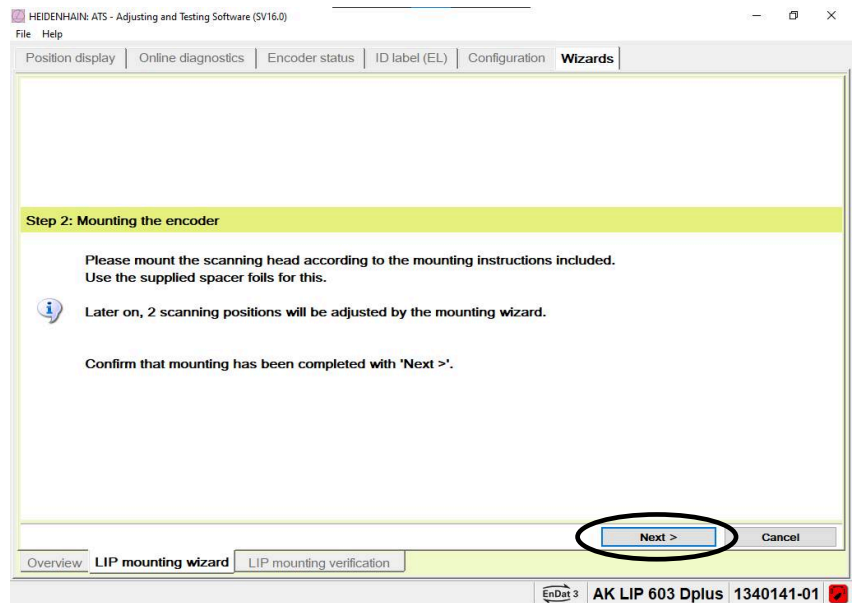 HEIDENHAIN: ATS - Adjusting and Testing Software (SV16.0)
File Help
Position display Online diagnostics Encoder status ID label (EL) Configuration Wizards
Step 2: Mounting the encoder
Please mount the scanning head according to the mounting instructions included.
Use the supplied spacer foils for this.
Later on, 2 scanning positions will be adjusted by the mounting wizard.
Confirm that mounting has been completed with 'Next >'.
Next > Cancel
Overview LIP mounting wizard LIP mounting verification
EnDat 3 AK LIP 603 Dplus 1340141-01